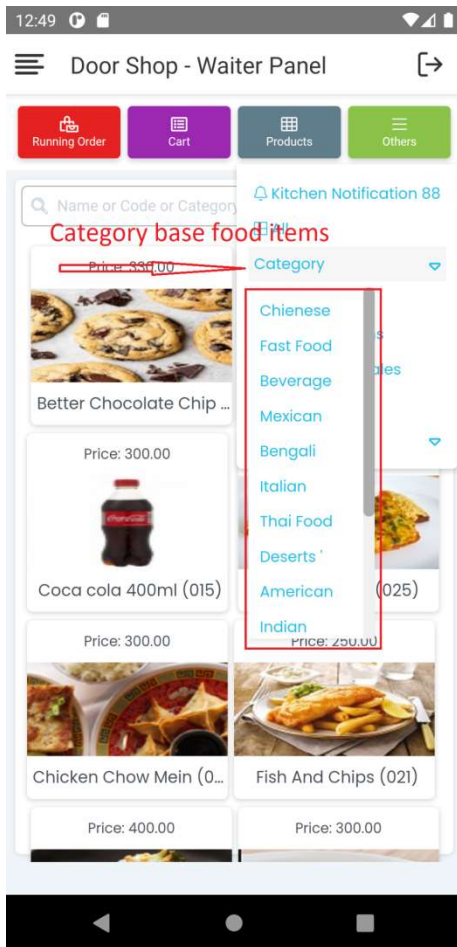 12:49
Door Shop - Waiter Panel
Running Order
Cart
Products
Others
Name or Code or Category
Kitchen Notification 88
All
Category base food items
Category
Price: 330.00
Chienese
Fast Food
Beverage
Mexican
Bengali
Italian
Thai Food
Deserts '
American
Indian
Better Chocolate Chip ...
Price: 300.00
Coca cola 400ml (015)
(025)
Price: 300.00
Price: 250.00
Chicken Chow Mein (0...
Fish And Chips (021)
Price: 400.00
Price: 300.00